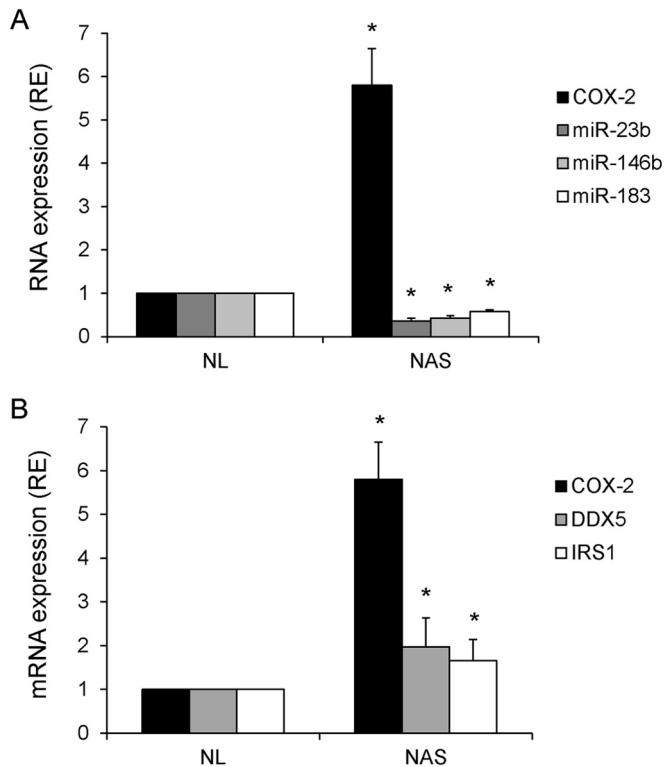 A
RNA expression (RE)
7
6
5
4
3
2
1
0
*
* * *
NL NAS
COX-2
miR-23b
miR-146b
miR-183
B
mRNA expression (RE)
7
6
5
4
3
2
1
0
*
* *
NL NAS
COX-2
DDX5
IRS1